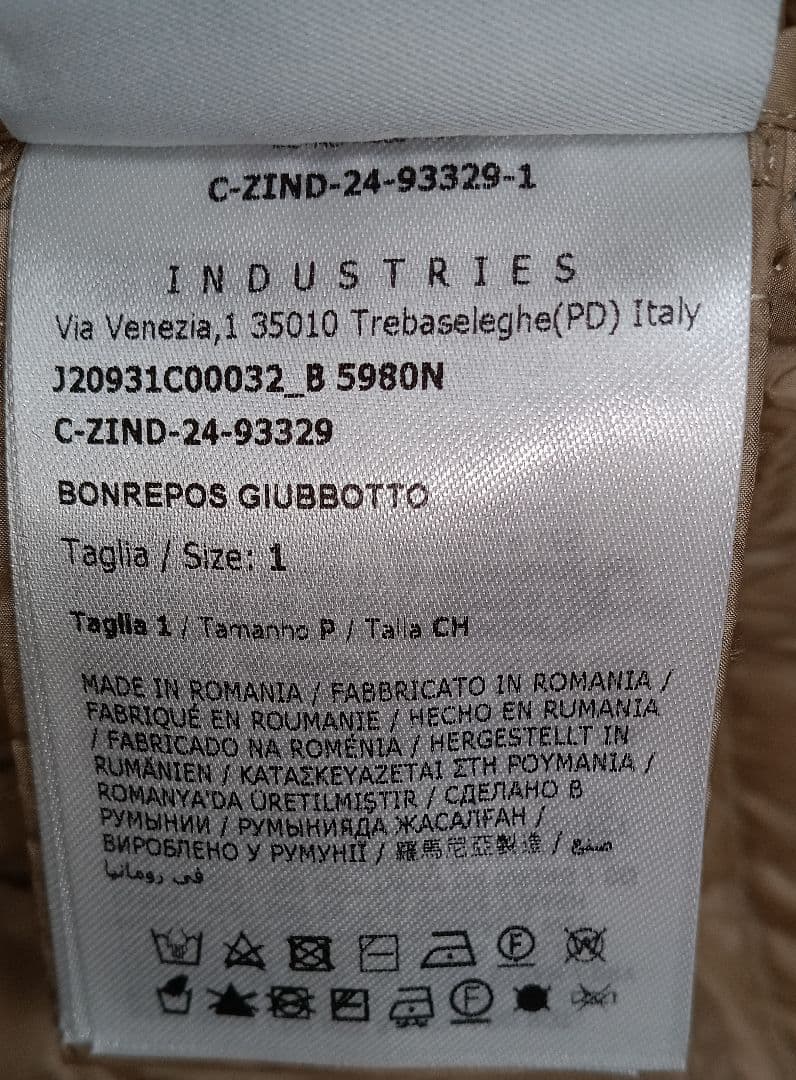 C-ZIND-24-93329-1
INDUSTRIES
Via Venezia,1 35010 Trebaseleghe(PD) Italy
J20931C00032_B 5980N
C-ZIND-24-93329
BONREPOS GIUBBOTTO
Taglia / Size: 1
Taglia 1 / Tamanho P / Talla CH
MADE IN ROMANIA / FABBRICATO IN ROMANIA /
FABRIQUÉ EN ROUMANIE / HECHO EN RUMANIA
/ FABRICADO NA ROMÉNIA / HERGESTELLT IN
RUMÄNIEN / ΚΑΤΑΣΚΕΥΑΖΕΤΑΙ ΣΤΗ ΡΟΥΜΑΝΙΑ /
ROMANYA'DA ÜRETILMIŞTIR / СДЕЛАНО В
РУМЫНИИ / РУМЫНИЯДА ЖАСАЛҒАН /
ВИРОБЛЕНО У РУМУНІЇ / 羅馬尼亞製造 / صنع
في رومانيا
F
W
F